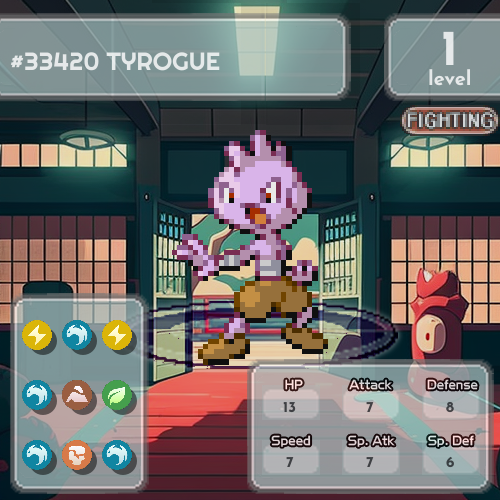 #33420 TYROGUE
1
level
FIGHTING
HP Attack Defense
13 7 8
Speed Sp. Atk Sp. Def
7 7 6